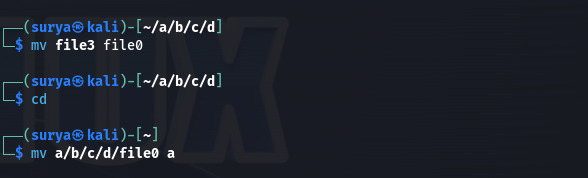 ┌──(surya㉿kali)-[~/a/b/c/d]
└─$ mv file3 file0
┌──(surya㉿kali)-[~/a/b/c/d]
└─$ cd
┌──(surya㉿kali)-[~]
└─$ mv a/b/c/d/file0 a